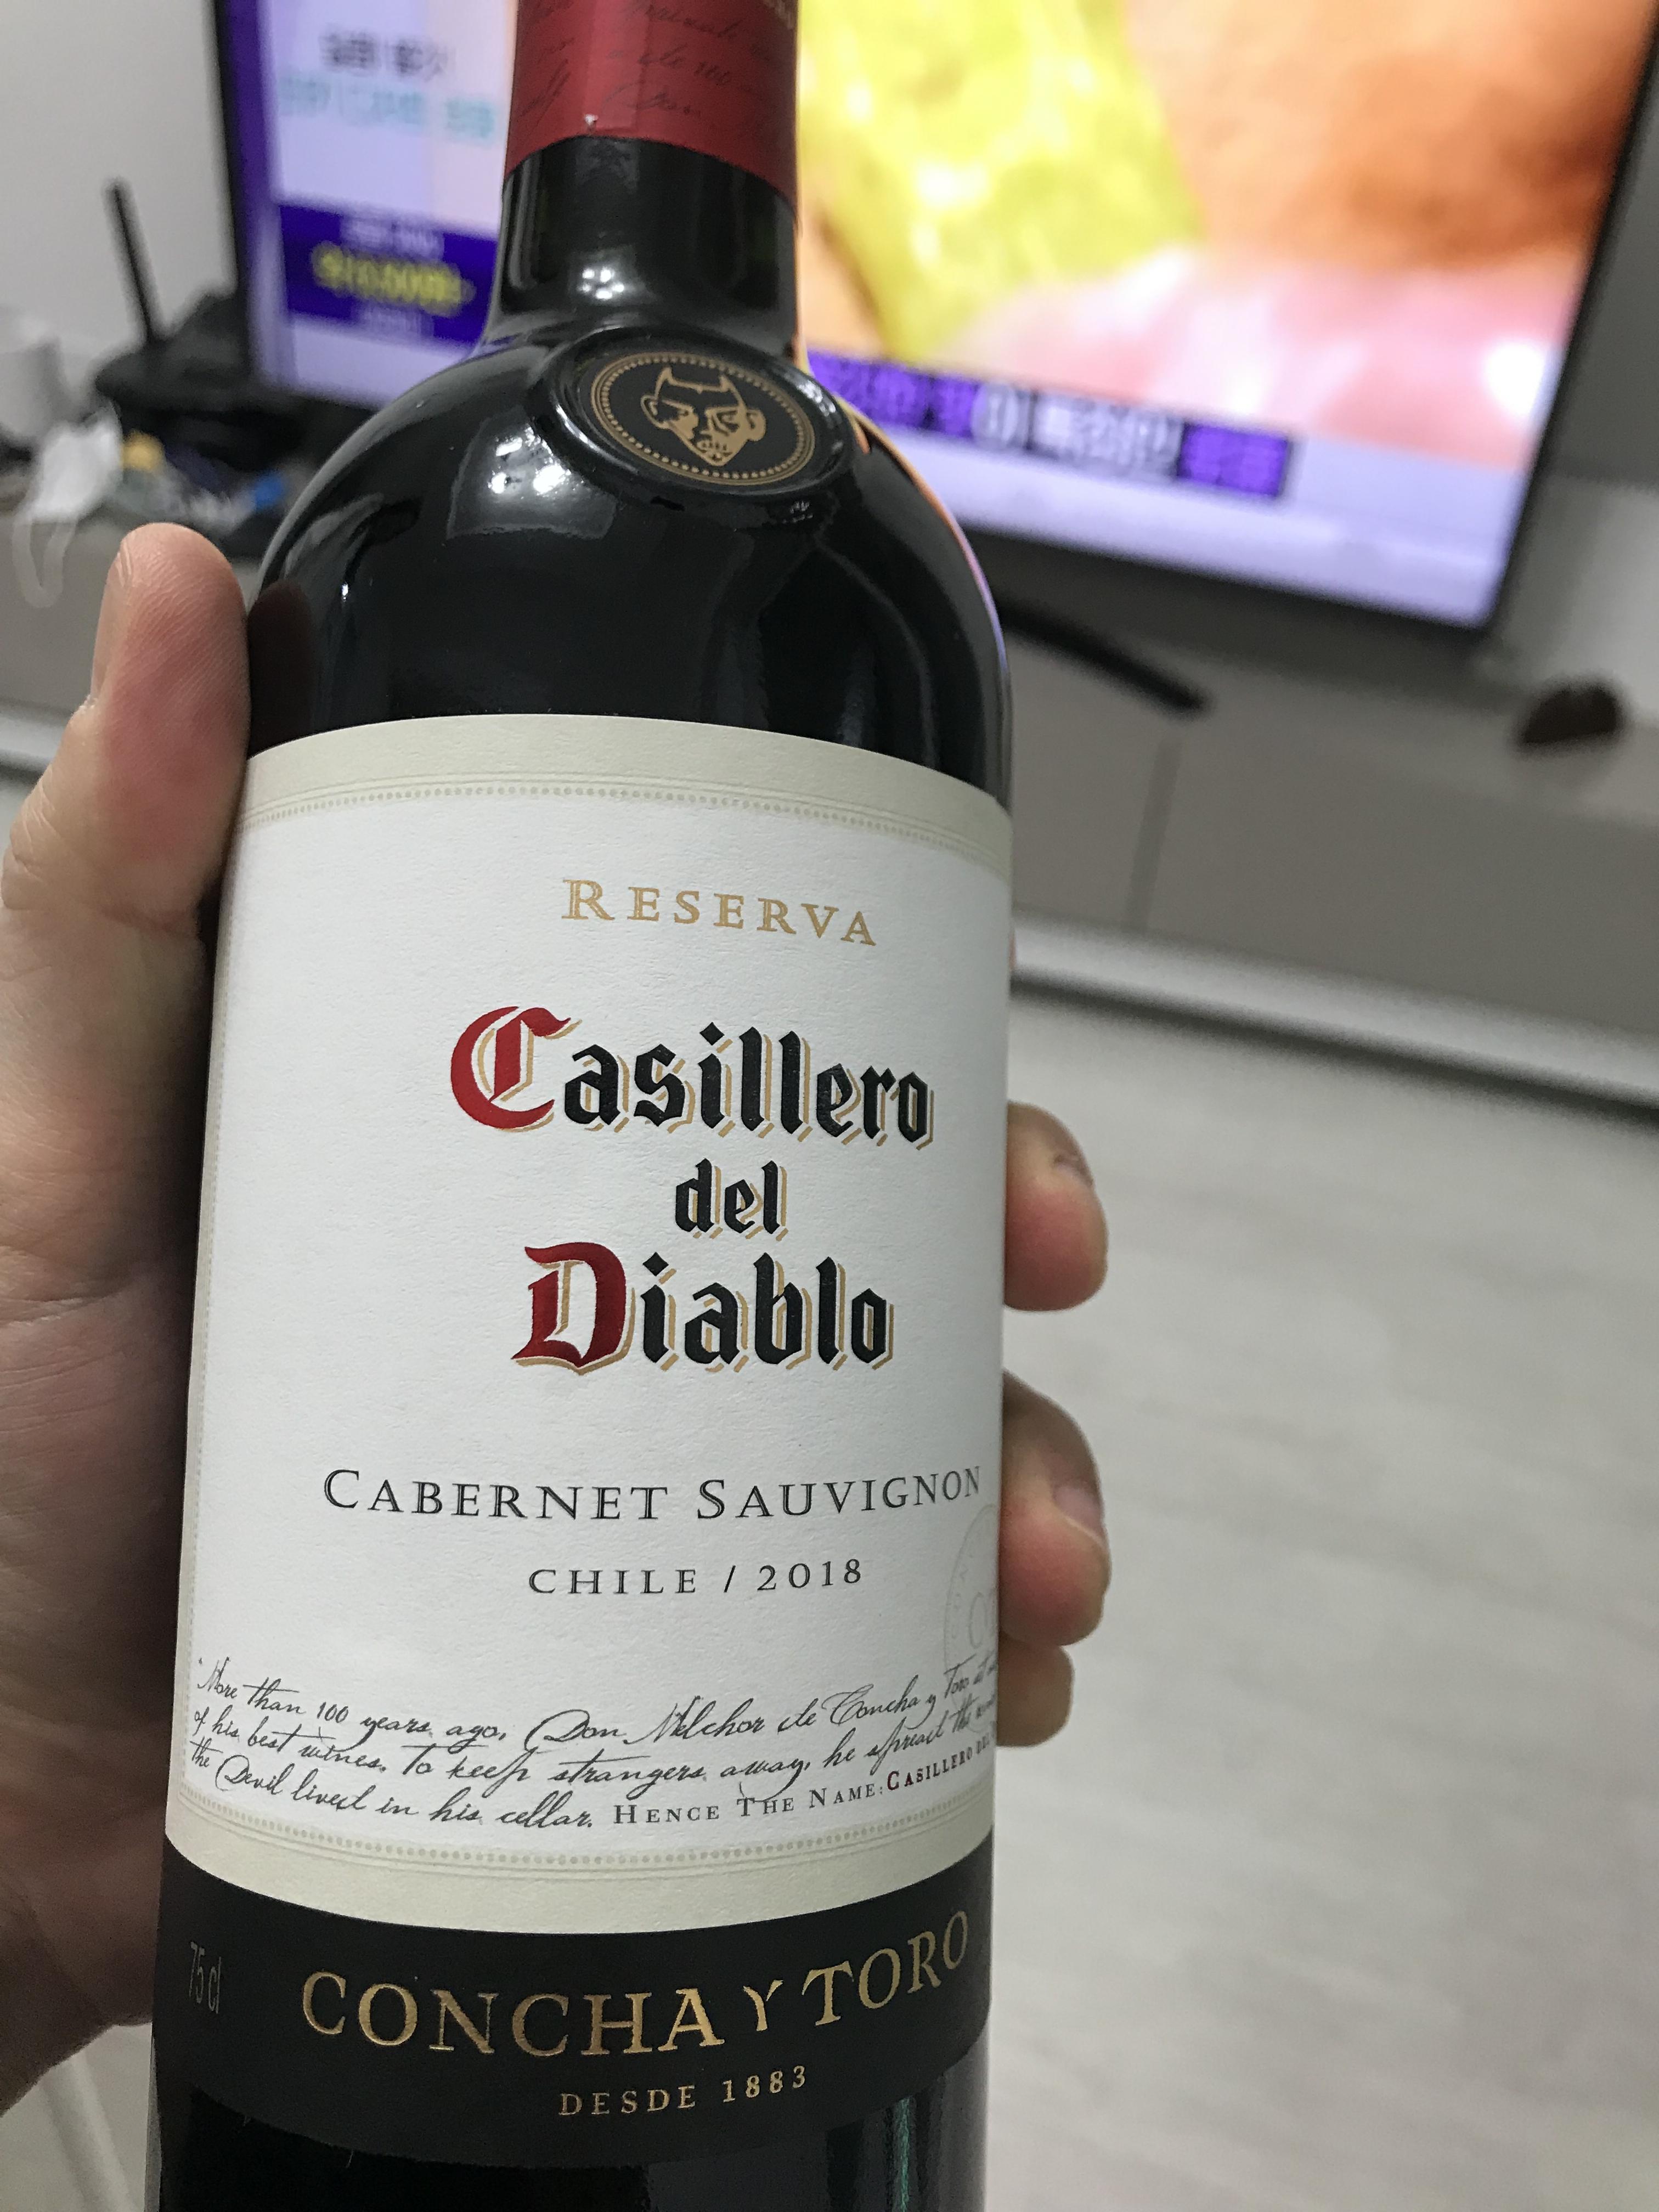 RESERVA
Casillero
del
Diablo
CABERNET SAUVIGNON
CHILE / 2018
"More than 100 years ago, Don Melchor de Concha y Toro
of his best wines. To keep strangers away, he spread the
the Devil lived in his cellar. HENCE THE NAME: CASILLERO DEL
75 cl
CONCHA Y TORO
DESDE 1883